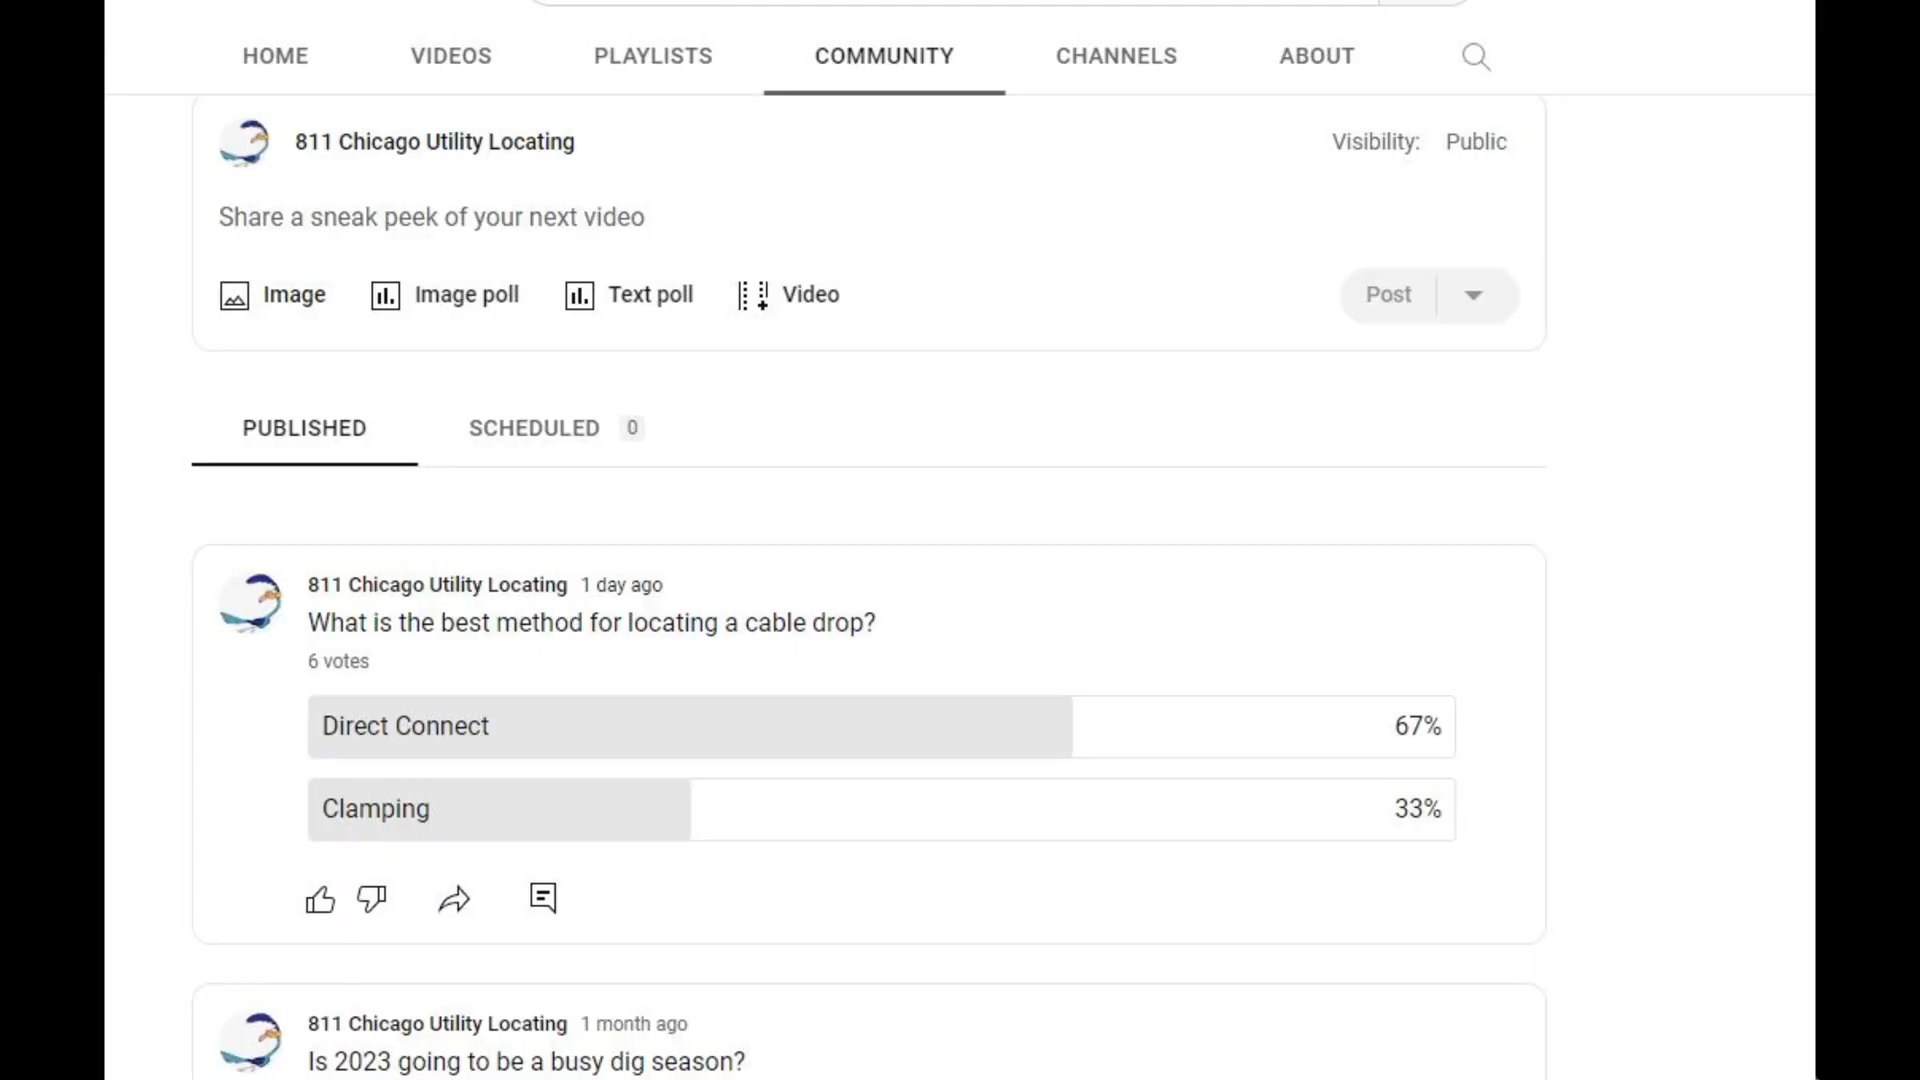 HOME VIDEOS PLAYLISTS COMMUNITY CHANNELS ABOUT
811 Chicago Utility Locating Visibility: Public
Share a sneak peek of your next video
Image Image poll Text poll Video Post
PUBLISHED SCHEDULED 0
811 Chicago Utility Locating 1 day ago
What is the best method for locating a cable drop?
6 votes
Direct Connect 67%
Clamping 33%
811 Chicago Utility Locating 1 month ago
Is 2023 going to be a busy dig season?